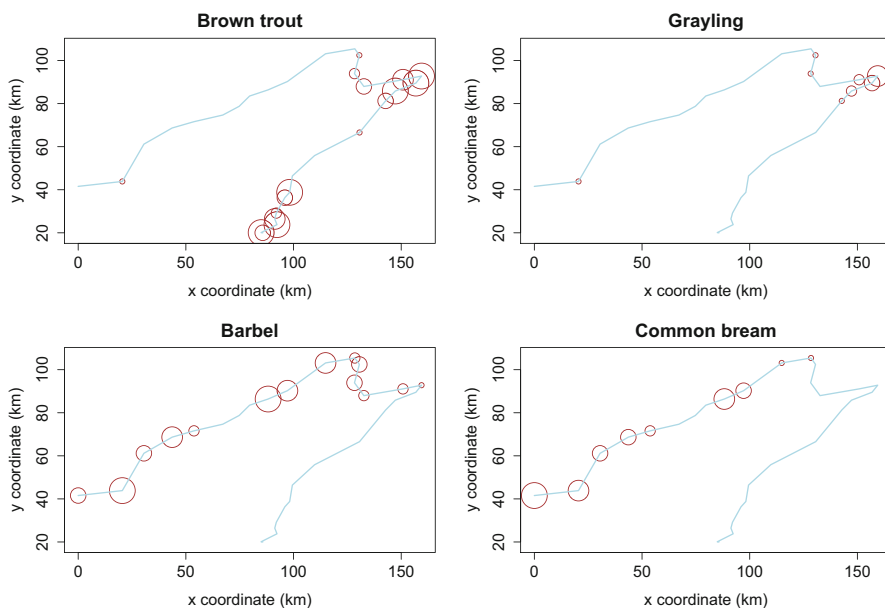 Brown trout
Grayling
y coordinate (km)
20 40 60 80 100
0 50 100 150
x coordinate (km)
y coordinate (km)
20 40 60 80 100
0 50 100 150
x coordinate (km)
Barbel
Common bream
y coordinate (km)
20 40 60 80 100
0 50 100 150
x coordinate (km)
y coordinate (km)
20 40 60 80 100
0 50 100 150
x coordinate (km)